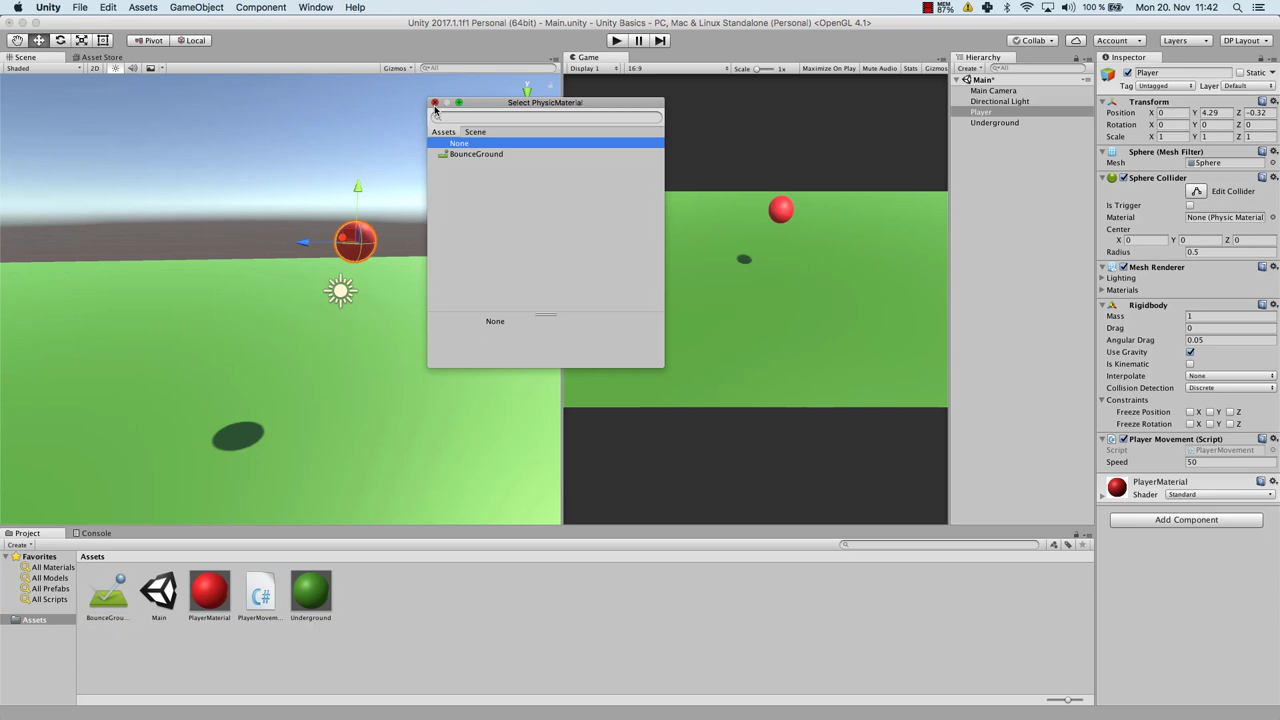 Unity File Edit Assets GameObject Component Window Help MEM 87% 100 % Mon 20. Nov. 11:42
Unity 2017.1.1f1 Personal (64bit) - Main.unity - Unity Basics - PC, Mac & Linux Standalone (Personal) <OpenGL 4.1>
Pivot Local Collab Account Layers DP Layout
Scene Asset Store Game Hierarchy Inspector
Shaded 2D Gizmos All Display 1 16:9 Scale 1x Maximize On Play Mute Audio Stats Gizmos Create All
y
Select PhysicMaterial
Assets Scene
None
BounceGround
None
Main*
Main Camera
Directional Light
Player
Underground
Player Static
Tag Untagged Layer Default
Transform
Position X 0 Y 4.29 Z -0.32
Rotation X 0 Y 0 Z 0
Scale X 1 Y 1 Z 1
Sphere (Mesh Filter)
Mesh Sphere
Sphere Collider
Edit Collider
Is Trigger
Material None (Physic Material
Center
X 0 Y 0 Z 0
Radius 0.5
Mesh Renderer
Lighting
Materials
Rigidbody
Mass 1
Drag 0
Angular Drag 0.05
Use Gravity
Is Kinematic
Interpolate None
Collision Detection Discrete
Constraints
Freeze Position X Y Z
Freeze Rotation X Y Z
Player Movement (Script)
Script PlayerMovement
Speed 50
PlayerMaterial
Shader Standard
Add Component
Project Console
Create
Favorites
All Materials
All Models
All Prefabs
All Scripts
Assets
Assets
C#
BounceGrou... Main PlayerMaterial PlayerMovem... Underground